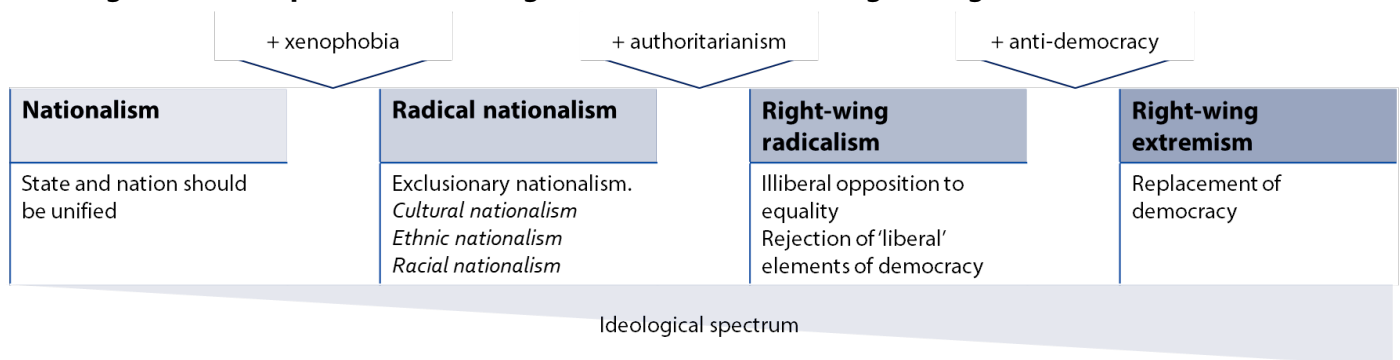 + xenophobia
+ authoritarianism
+ anti-democracy
Nationalism
State and nation should
be unified
Radical nationalism
Exclusionary nationalism.
Cultural nationalism
Ethnic nationalism
Racial nationalism
Right-wing
radicalism
Illiberal opposition to
equality
Rejection of ‘liberal’
elements of democracy
Right-wing
extremism
Replacement of
democracy
Ideological spectrum